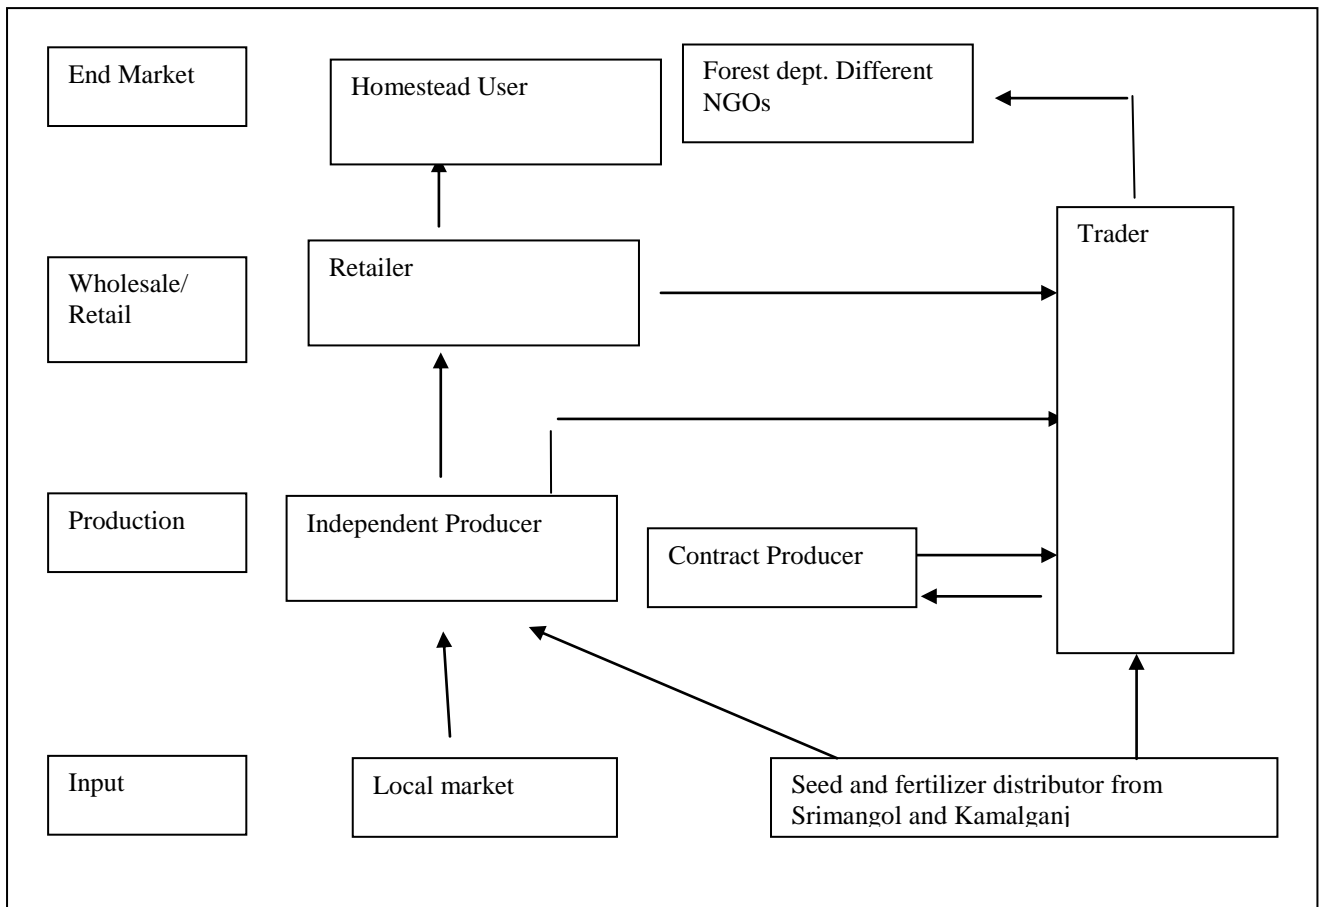 End Market
Homestead User
Forest dept. Different
NGOs
Trader
Wholesale/
Retail
Retailer
Production
Independent Producer
Contract Producer
Input
Local market
Seed and fertilizer distributor from
Srimangol and Kamalganj